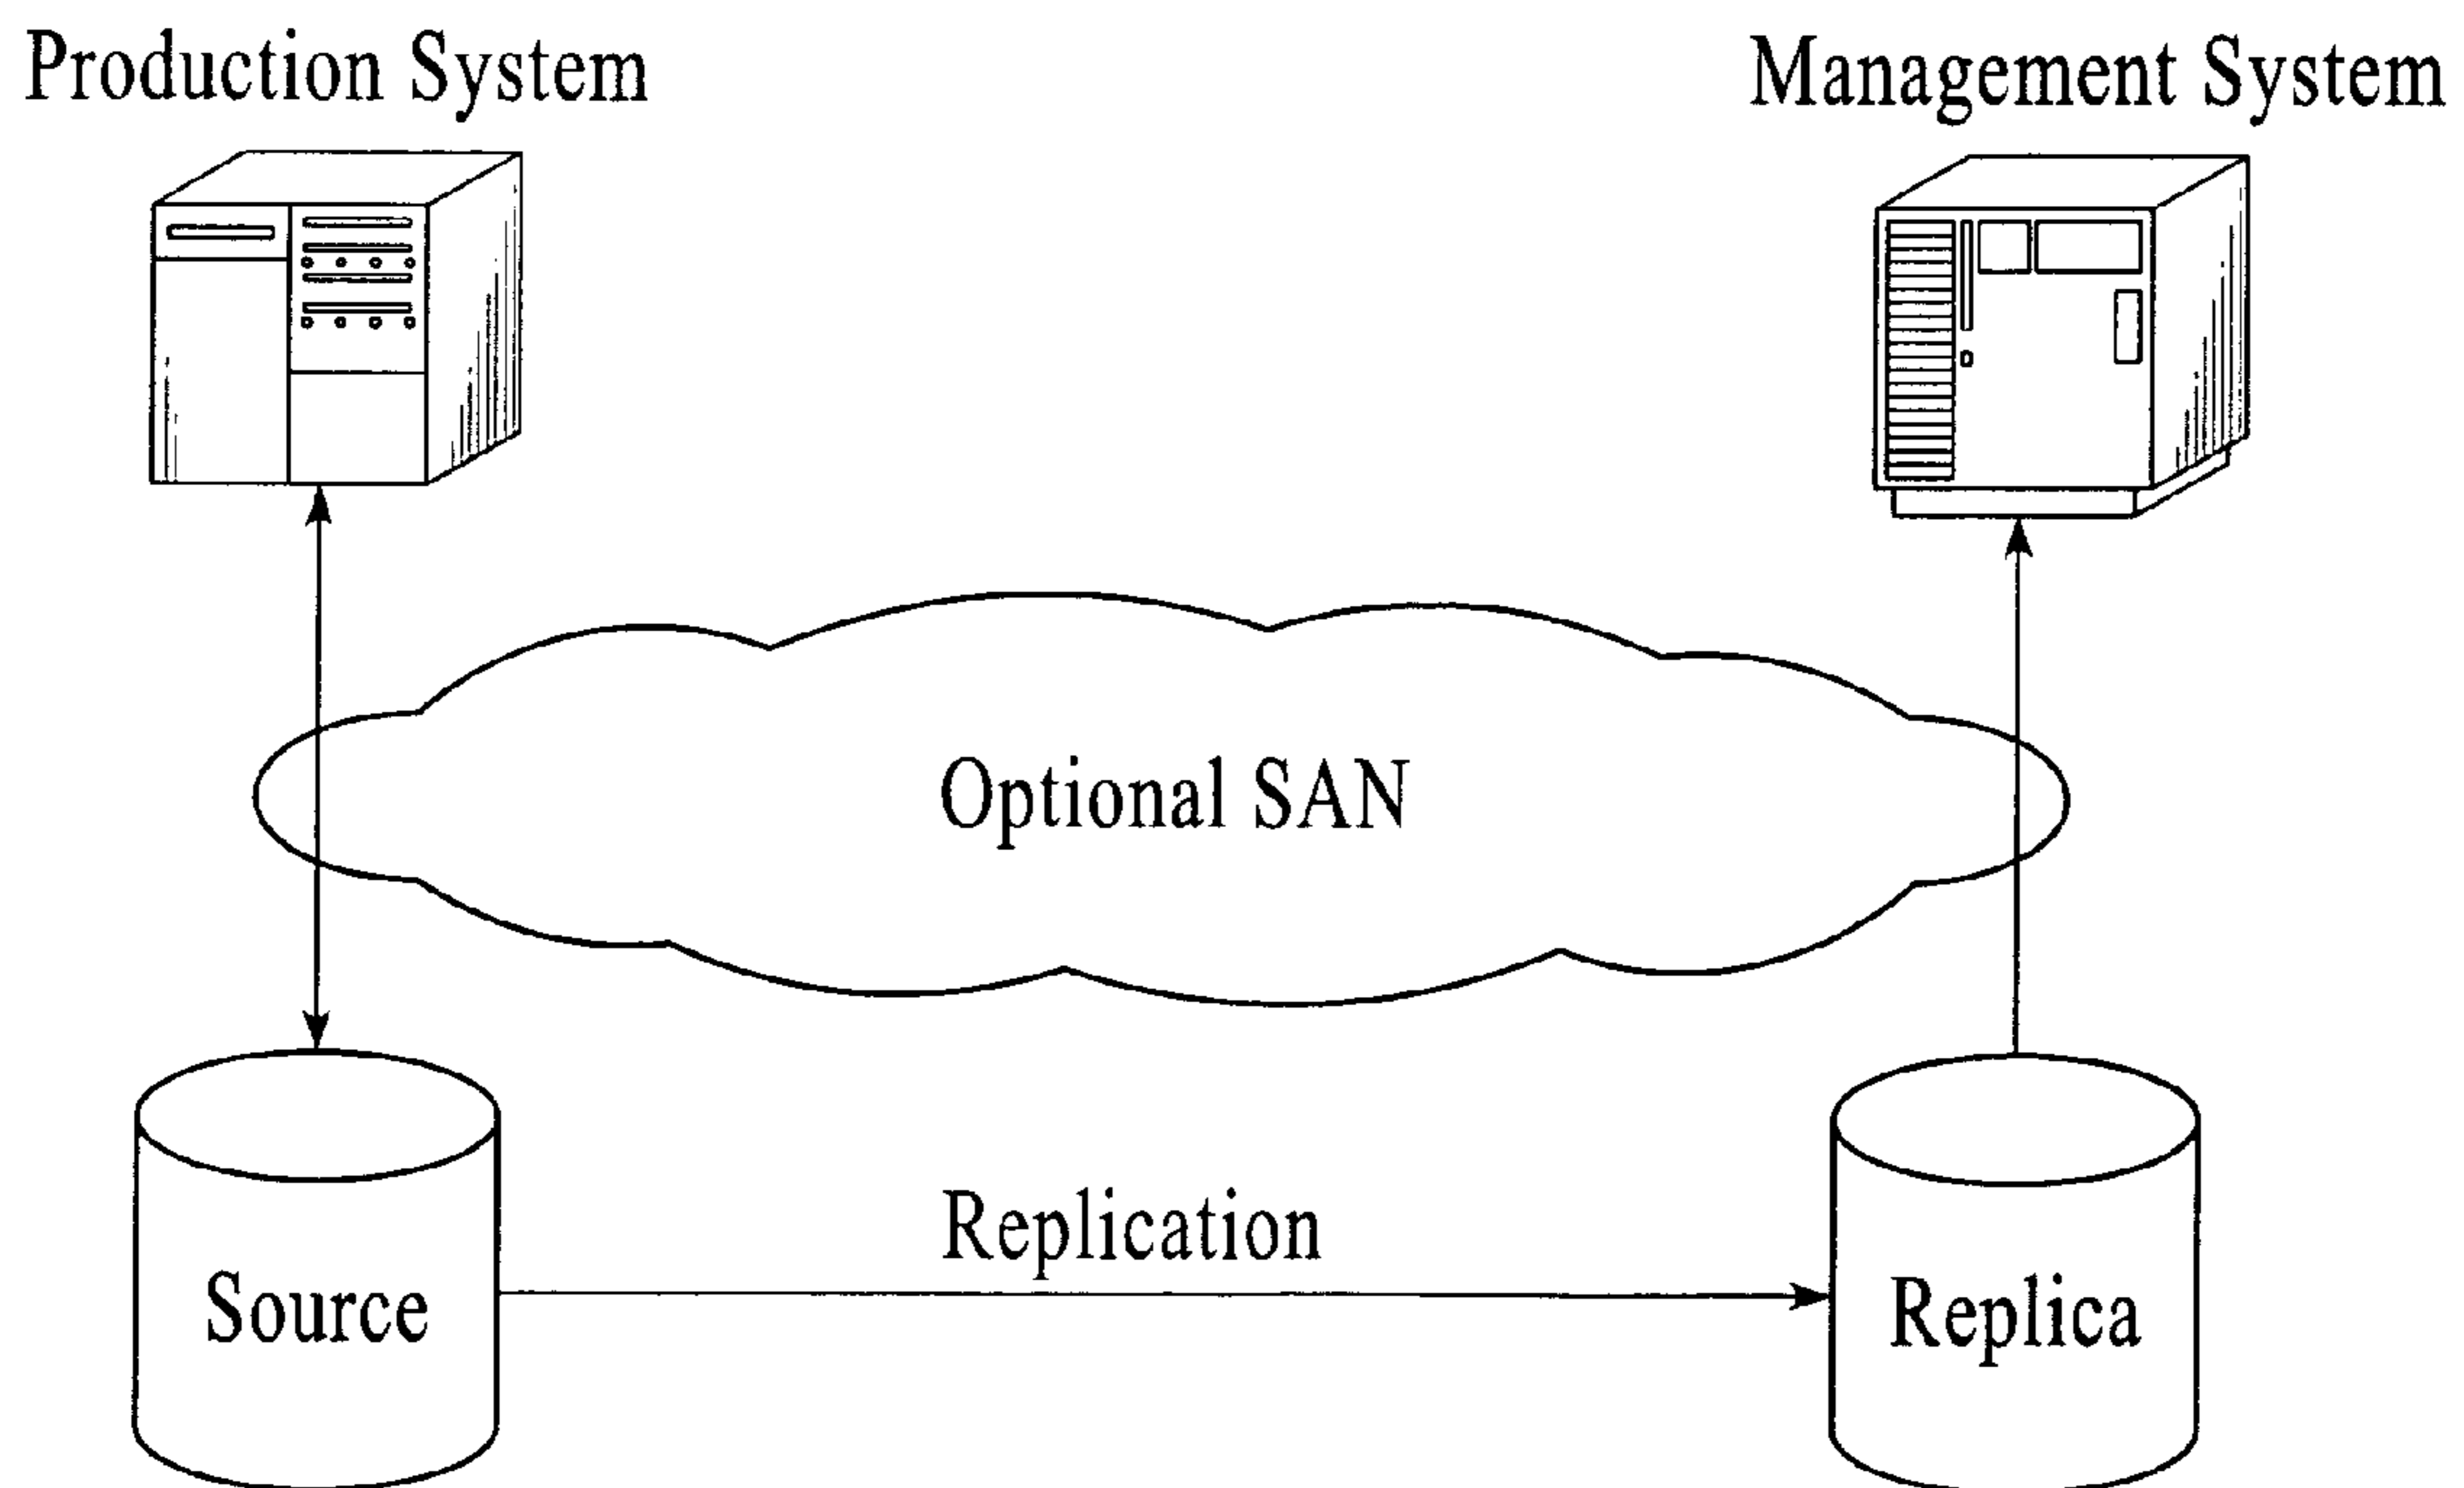 Production System
Management System
Optional SAN
Replication
Source
Replica